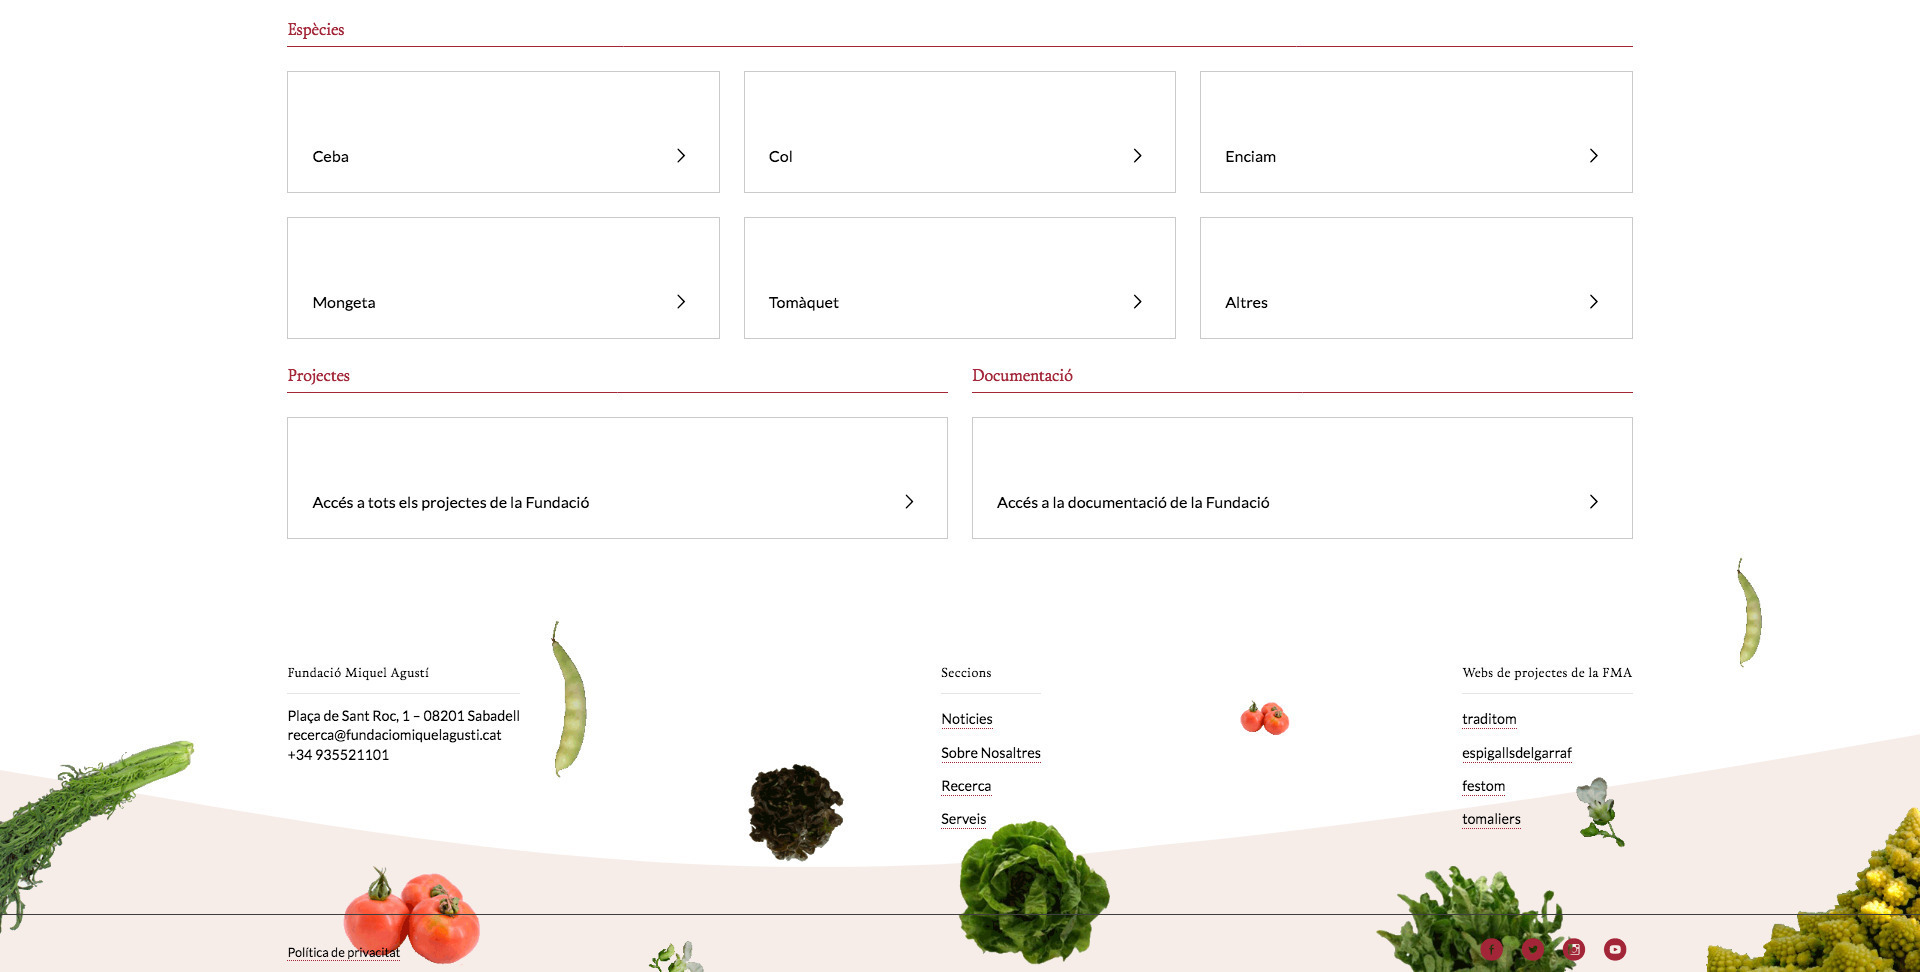 Espècies
Ceba
Col
Enciam
Mongeta
Tomàquet
Altres
Projectes
Documentació
Accés a tots els projectes de la Fundació
Accés a la documentació de la Fundació
Fundació Miquel Agustí
Plaça de Sant Roc, 1 – 08201 Sabadell
recerca@fundaciomiquelagusti.cat
+34 935521101
Seccions
Noticies
Sobre Nosaltres
Recerca
Serveis
Webs de projectes de la FMA
traditom
espigallsdelgarraf
festom
tomaliers
Política de privacitat